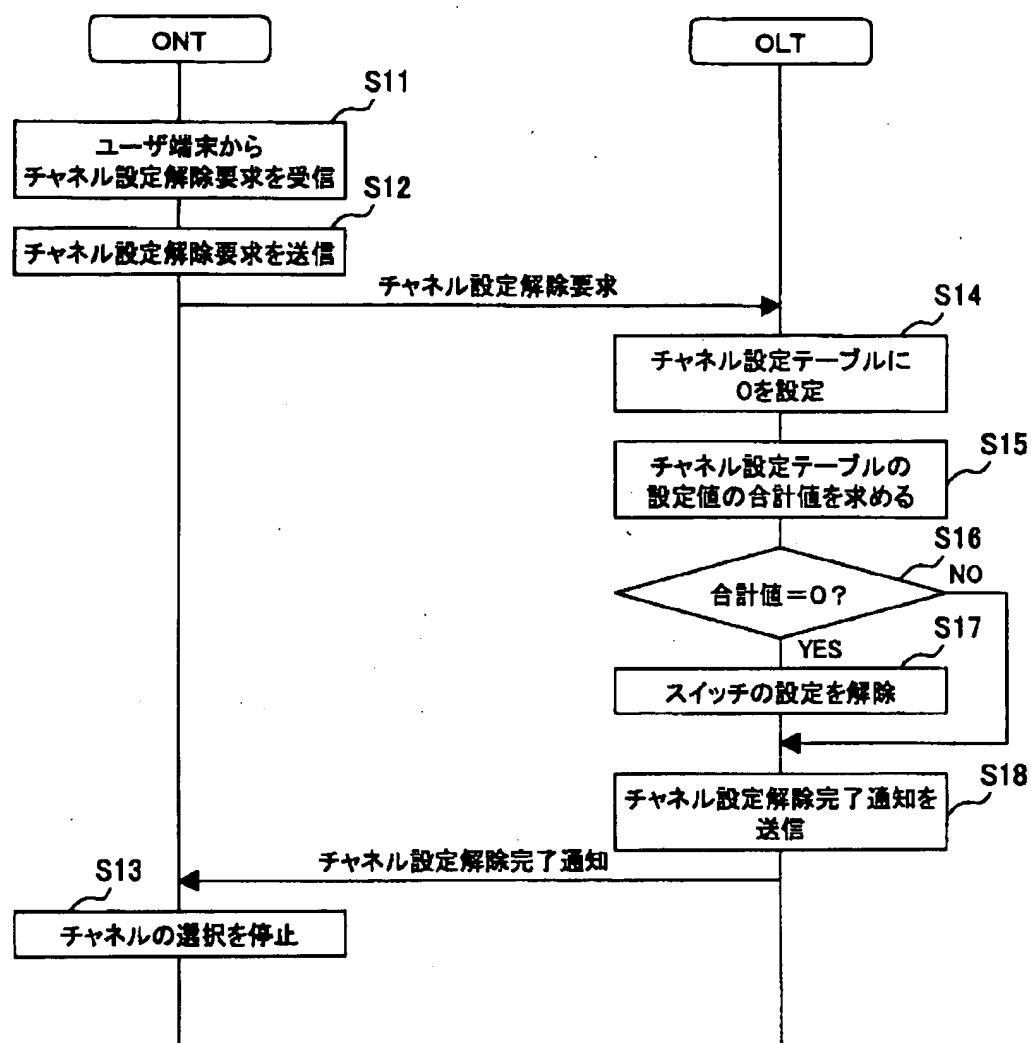 ONT
OLT
S11
ユーザ端末から
チャネル設定解除要求を受信
S12
チャネル設定解除要求を送信
チャネル設定解除要求
S14
チャネル設定テーブルに
0を設定
S15
チャネル設定テーブルの
設定値の合計値を求める
S16
合計値=0?
NO
YES
S17
スイッチの設定を解除
S18
チャネル設定解除完了通知を
送信
チャネル設定解除完了通知
S13
チャネルの選択を停止